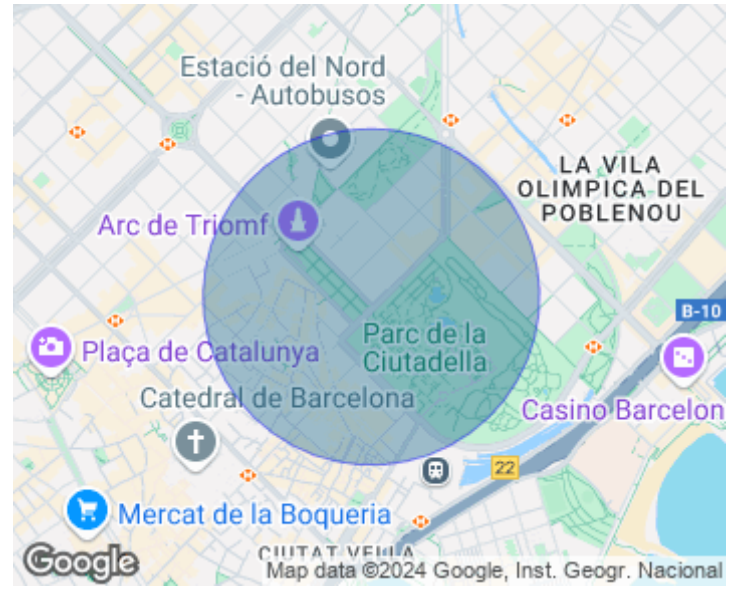 Estació del Nord
- Autobusos
LA VILA
OLIMPICA DEL
POBLENOU
Arc de Triomf
B-10
Parc de la
Ciutadella
Plaça de Catalunya
Catedral de Barcelona
Casino Barcelon
22
Mercat de la Boqueria
CIUTAT VELLA
Google
Map data ©2024 Google, Inst. Geogr. Nacional